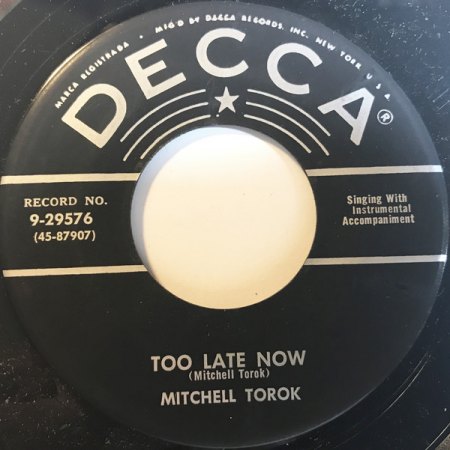 MARCA REGISTRADA • MF'D BY DECCA RECORDS, INC., NEW YORK, U.S.A.
DECCA®
RECORD NO.
9-29576
(45-87907)
Singing With
Instrumental
Accompaniment
TOO LATE NOW
(Mitchell Torok)
MITCHELL TOROK